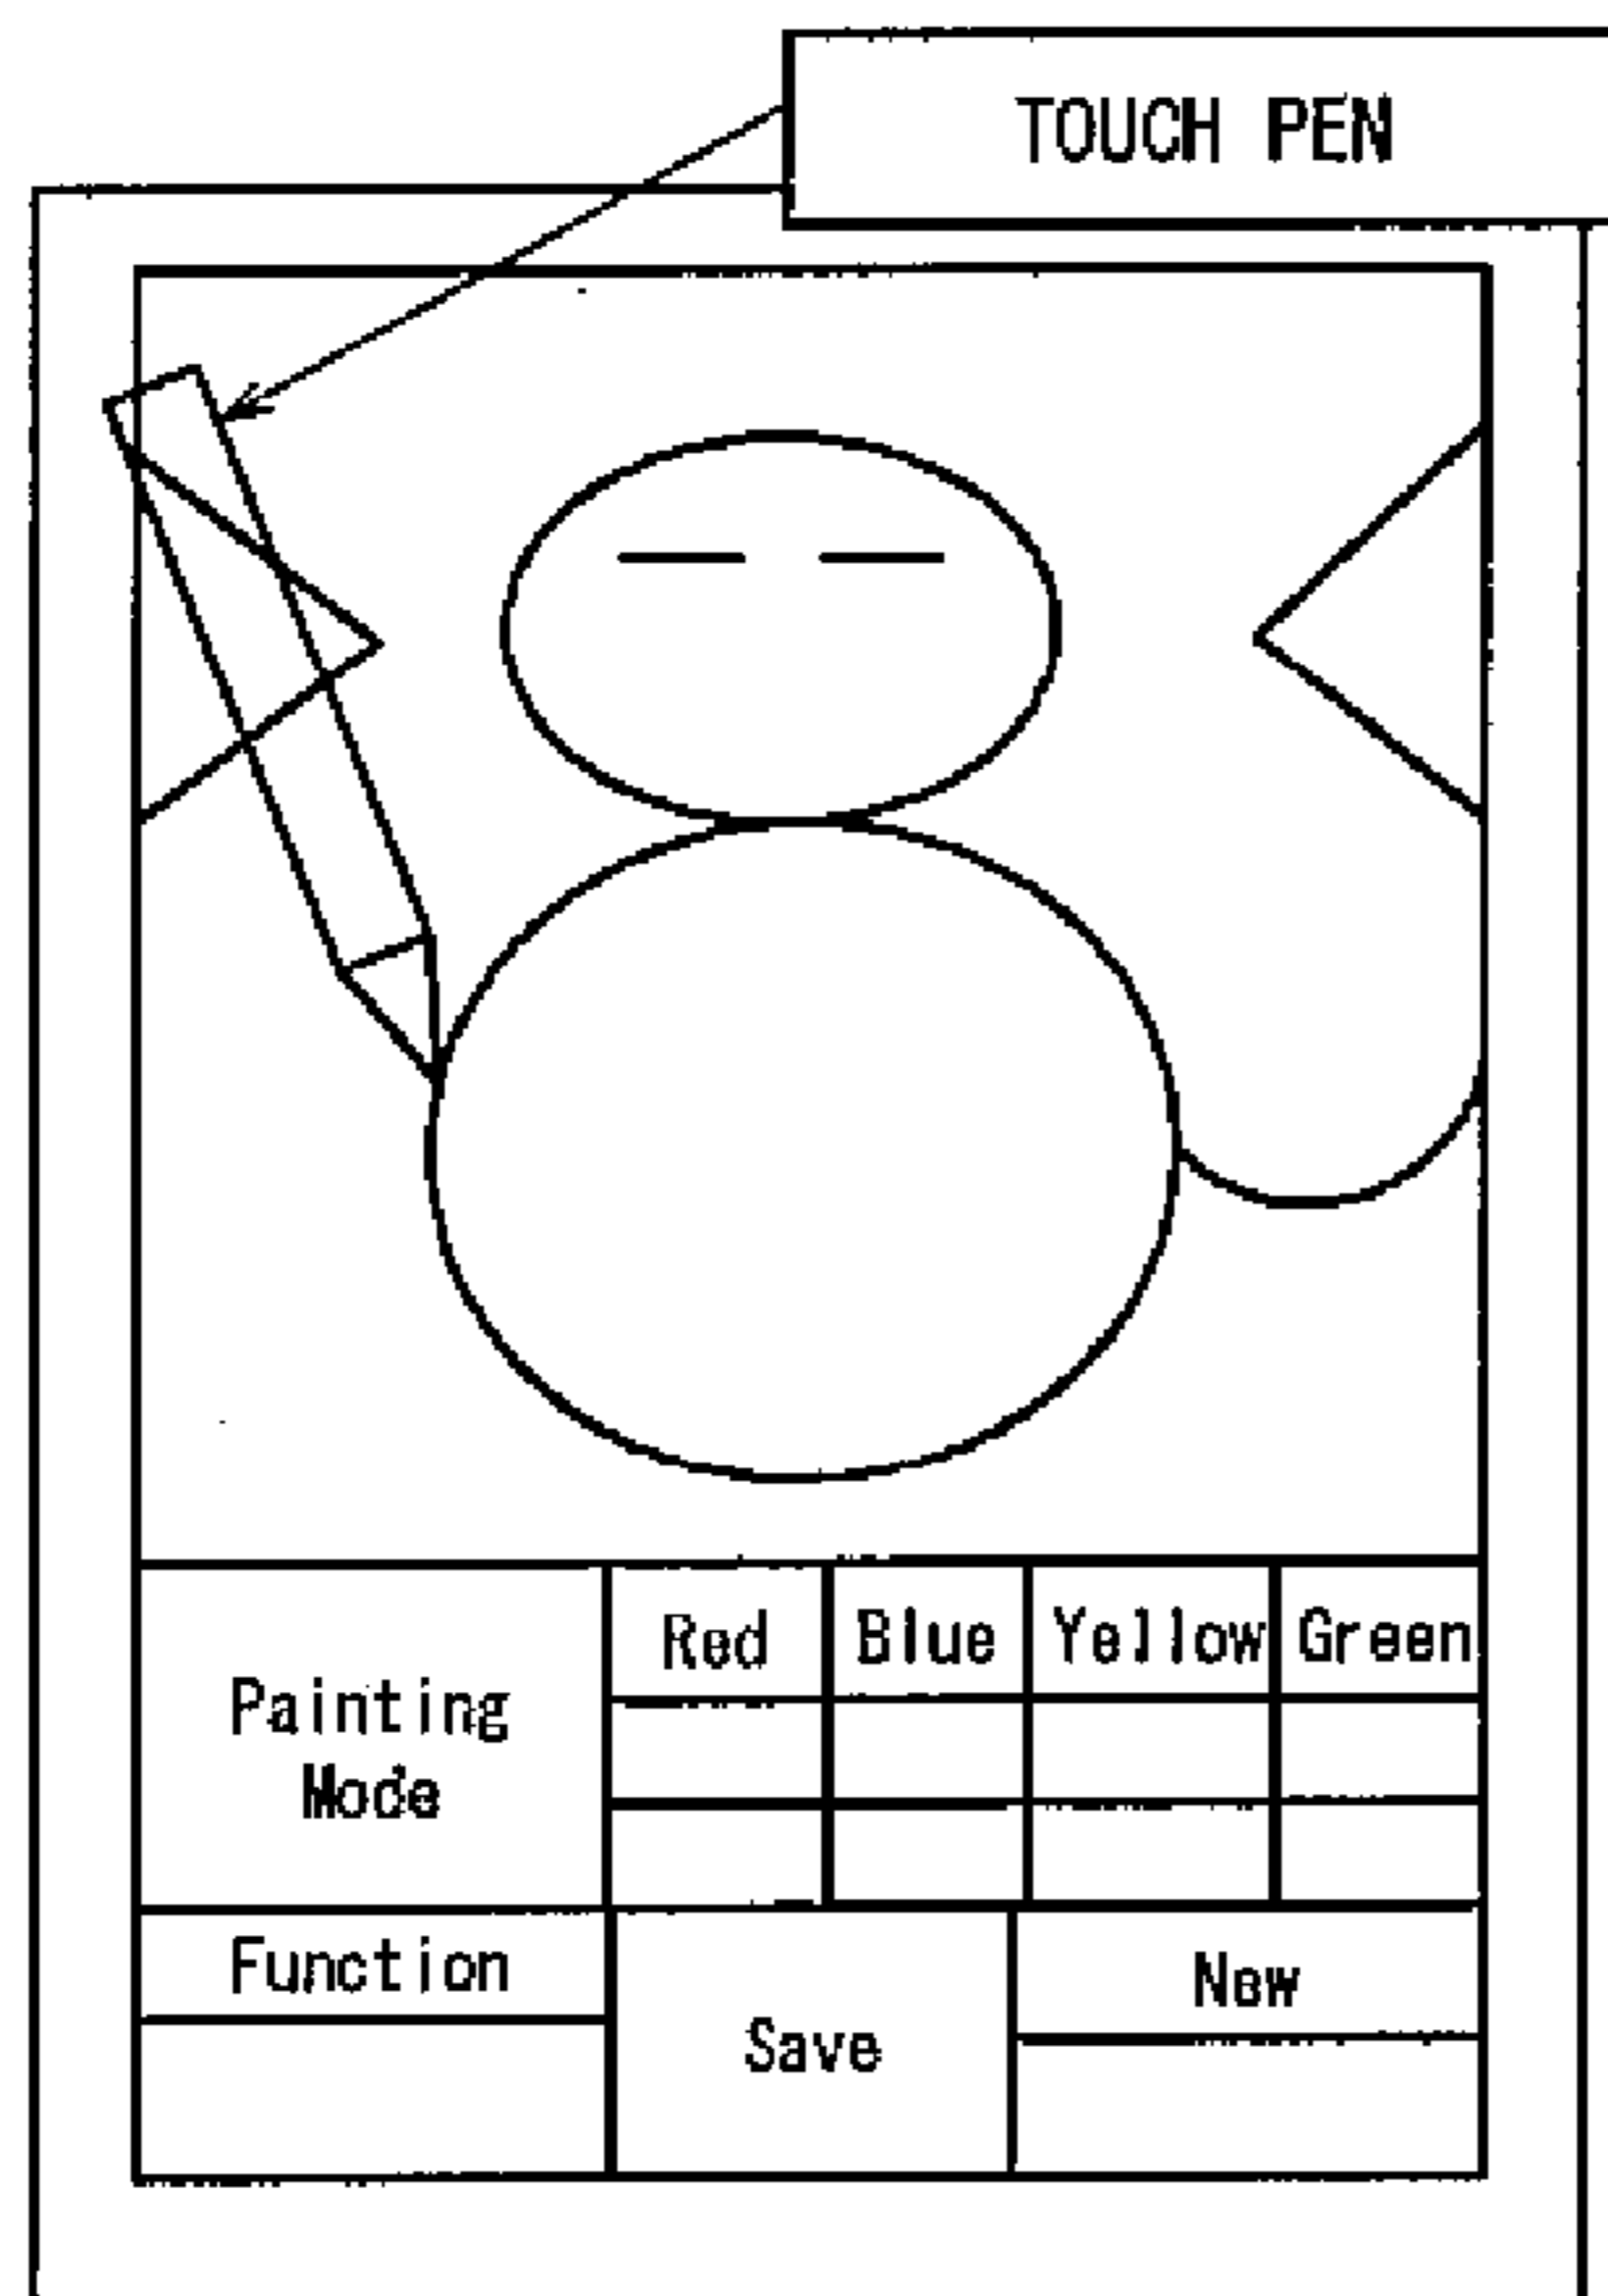 TOUCH PEN
Red Blue Yellow Green
Painting
Mode
Function
New
Save